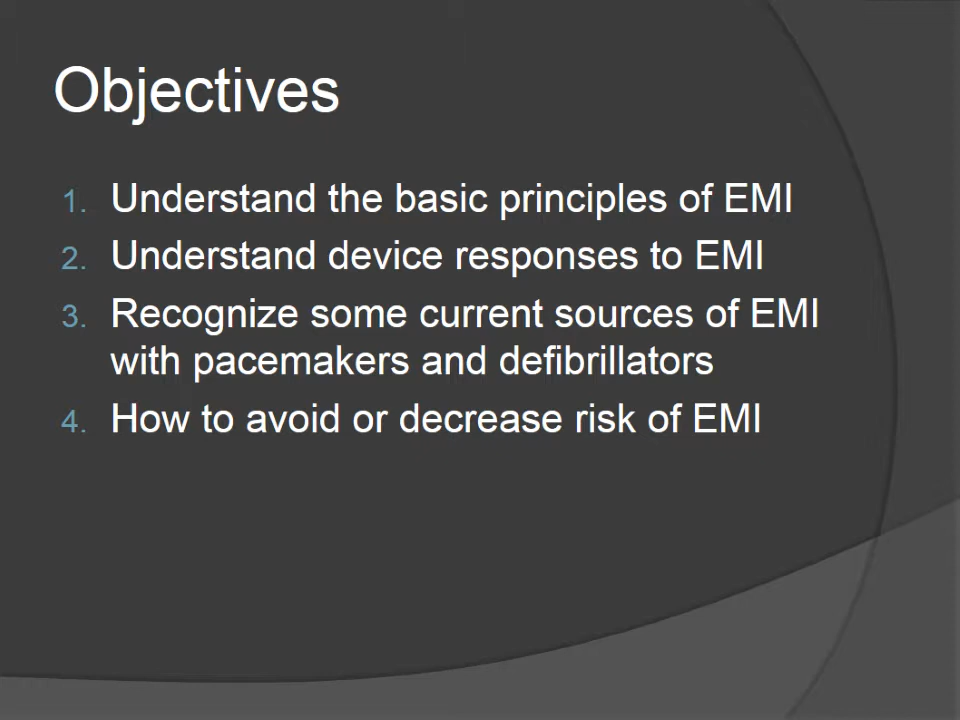 Objectives
1. Understand the basic principles of EMI
2. Understand device responses to EMI
3. Recognize some current sources of EMI
with pacemakers and defibrillators
4. How to avoid or decrease risk of EMI